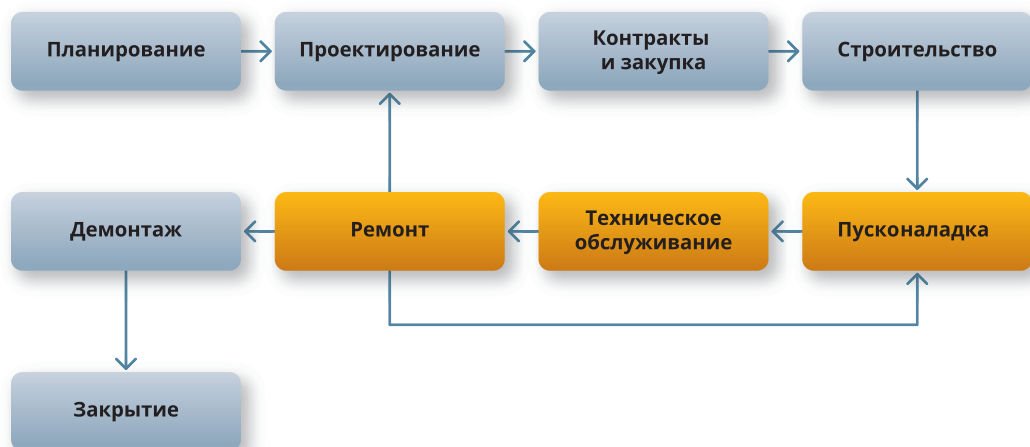 Планирование
Проектирование
Контракты
и закупка
Строительство
Демонтаж
Ремонт
Техническое
обслуживание
Пусконаладка
Закрытие